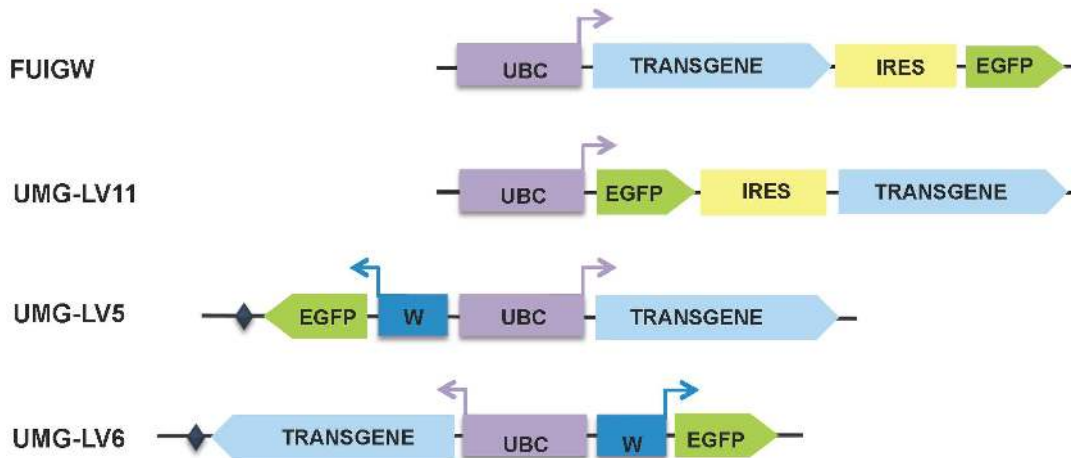 FUIGW UBC TRANSGENE IRES EGFP
UMG-LV11 UBC EGFP IRES TRANSGENE
UMG-LV5 EGFP W UBC TRANSGENE
UMG-LV6 TRANSGENE UBC W EGFP